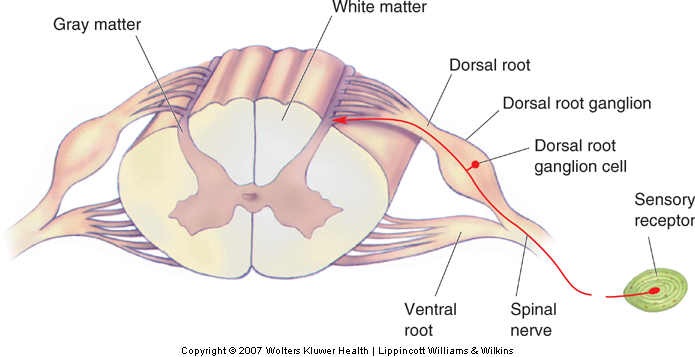 White matter
Gray matter
Dorsal root
Dorsal root ganglion
Dorsal root
ganglion cell
Sensory
receptor
Ventral
root
Spinal
nerve
Copyright © 2007 Wolters Kluwer Health | Lippincott Williams & Wilkins